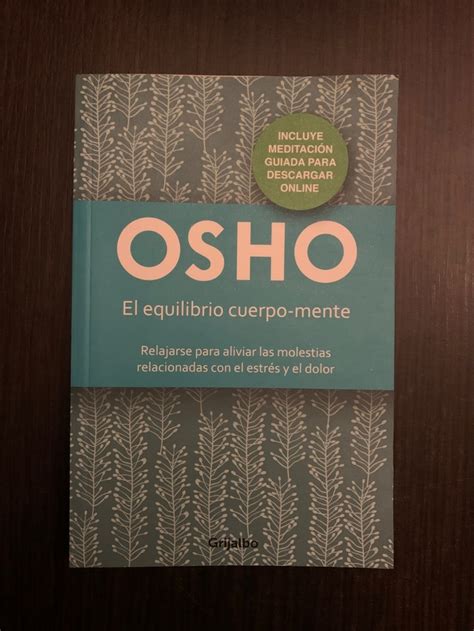 INCLUYE
MEDITACIÓN
GUIADA PARA
DESCARGAR
ONLINE
OSHO
El equilibrio cuerpo-mente
Relajarse para aliviar las molestias
relacionadas con el estrés y el dolor
Grijalbo